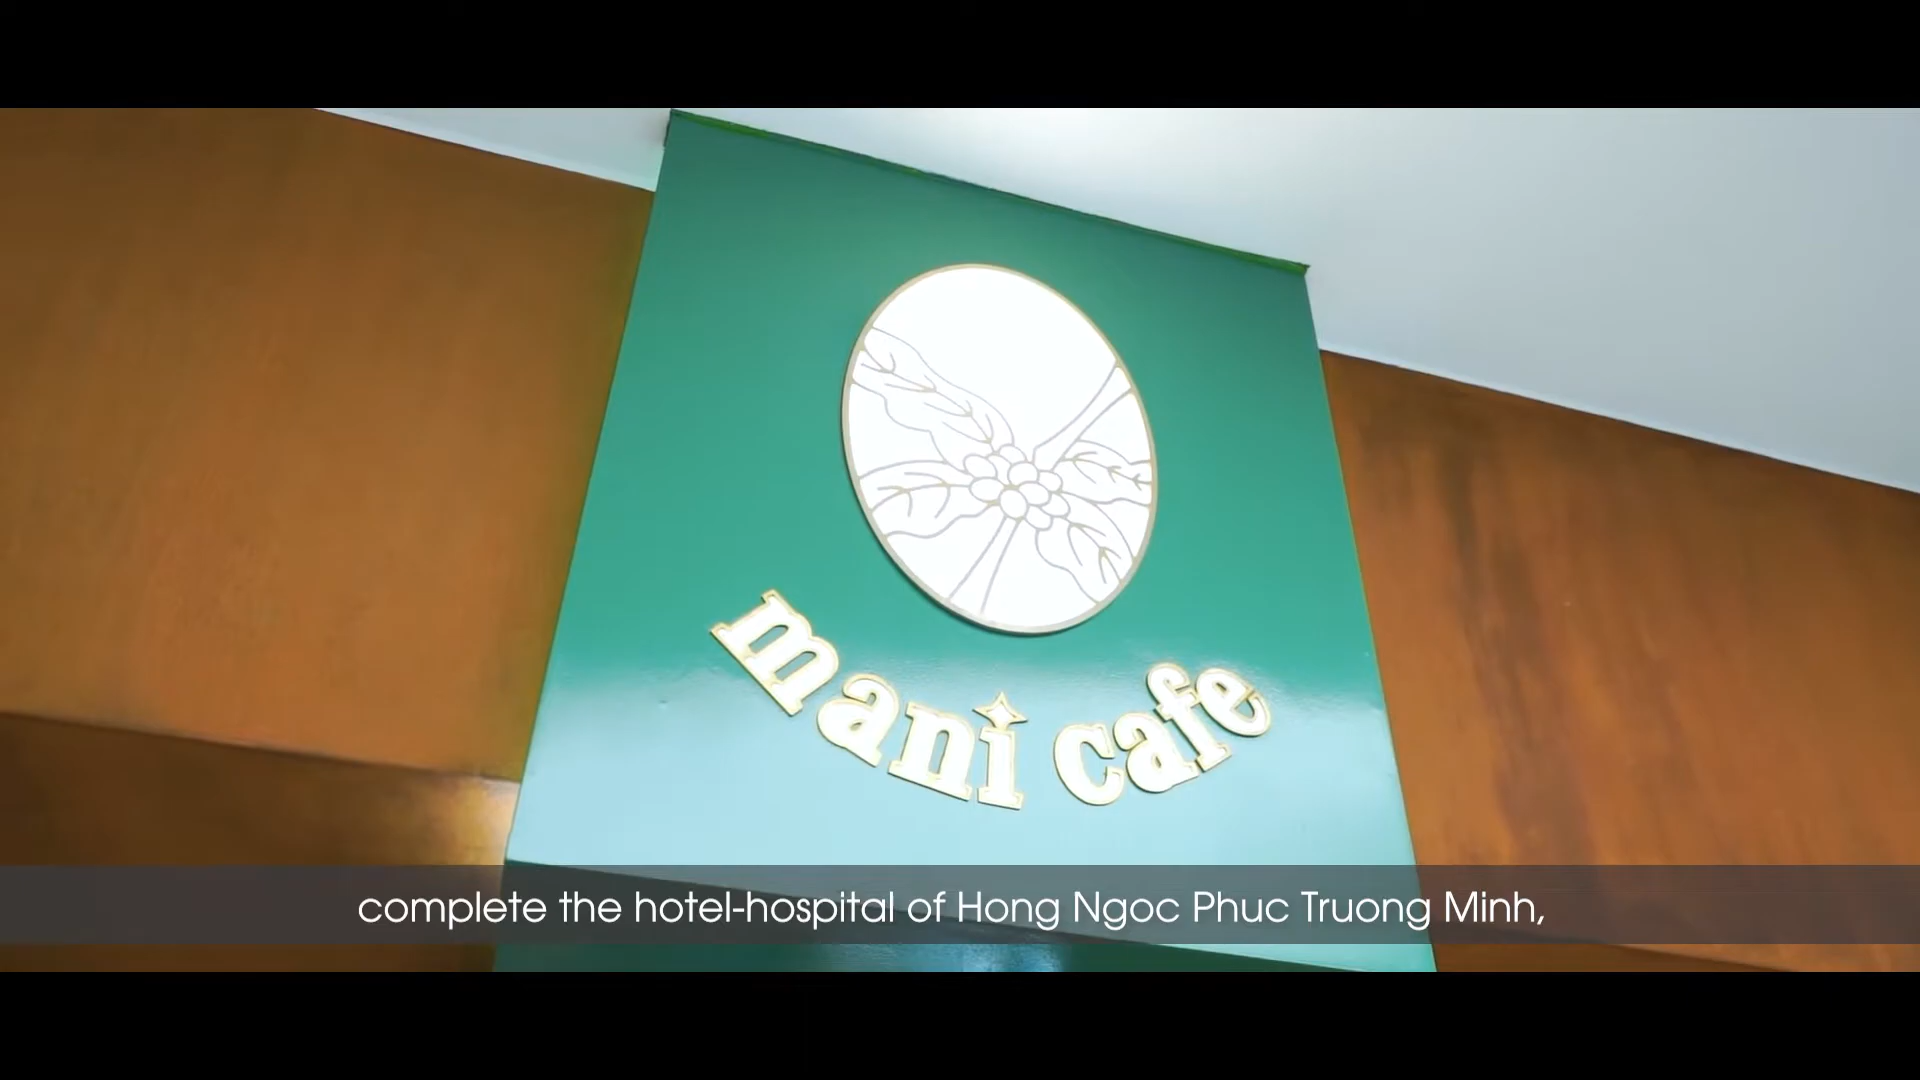 mani cafe
complete the hotel-hospital of Hong Ngoc Phuc Truong Minh,